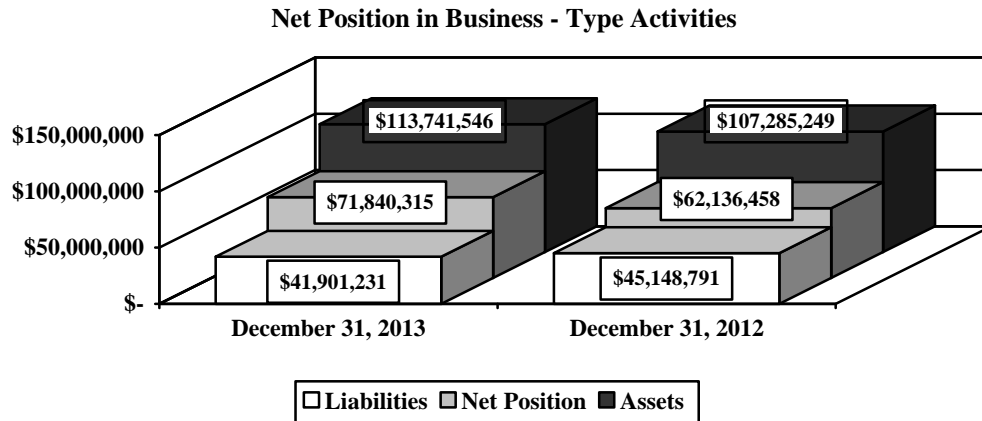 Net Position in Business - Type Activities
$150,000,000
$100,000,000
$50,000,000
$-
$113,741,546
$71,840,315
$41,901,231
$107,285,249
$62,136,458
$45,148,791
December 31, 2013
December 31, 2012
Liabilities Net Position Assets